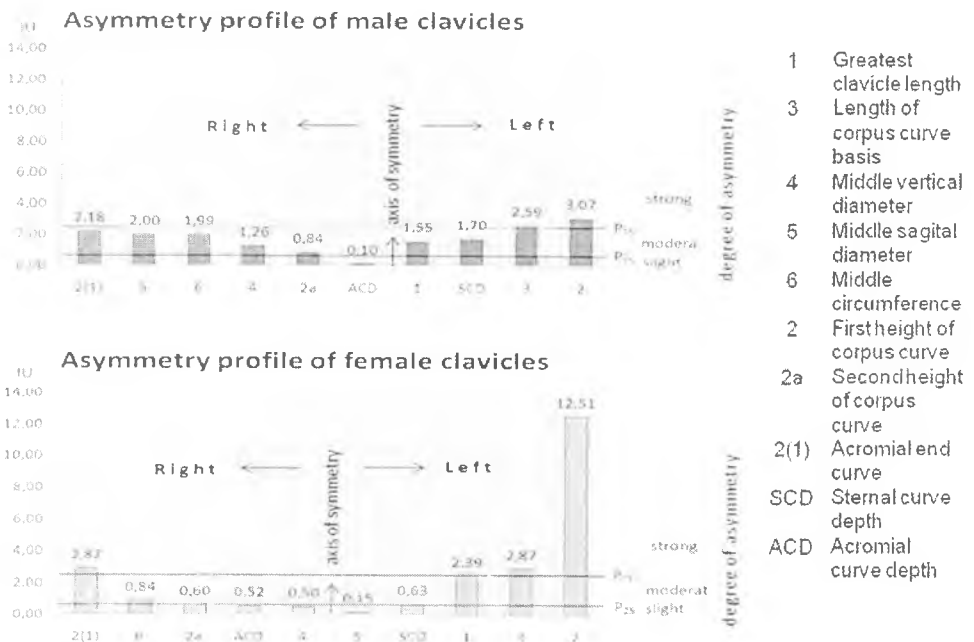 Asymmetry profile of male clavicles
14,00
12,00
10,00
8,00
6,00
4,00
2,00
0,00
Right
Left
axis of symmetry
degree of asymmetry
strong
moderat
slight
P25
2,18
2,00
1,99
1,26
0,84
0,10
1,55
1,70
2,59
3,07
2(1)
5
6
4
2a
ACD
1
SCD
3
2
Asymmetry profile of female clavicles
14,00
12,00
10,00
8,00
6,00
4,00
2,00
0,00
Right
Left
axis of symmetry
degree of asymmetry
strong
moderat
slight
P25
0,84
0,60
0,52
0,50
0,15
0,63
2,39
2,87
12,51
2(1)
6
2a
ACD
4
5
SCD
1
3
2
1 Greatest
clavicle length
3 Length of
corpus curve
basis
4 Middle vertical
diameter
5 Middle sagital
diameter
6 Middle
circumference
2 First height of
corpus curve
2a Second height
of corpus
curve
2(1) Acromial end
curve
SCD Sternal curve
depth
ACD Acromial
curve depth